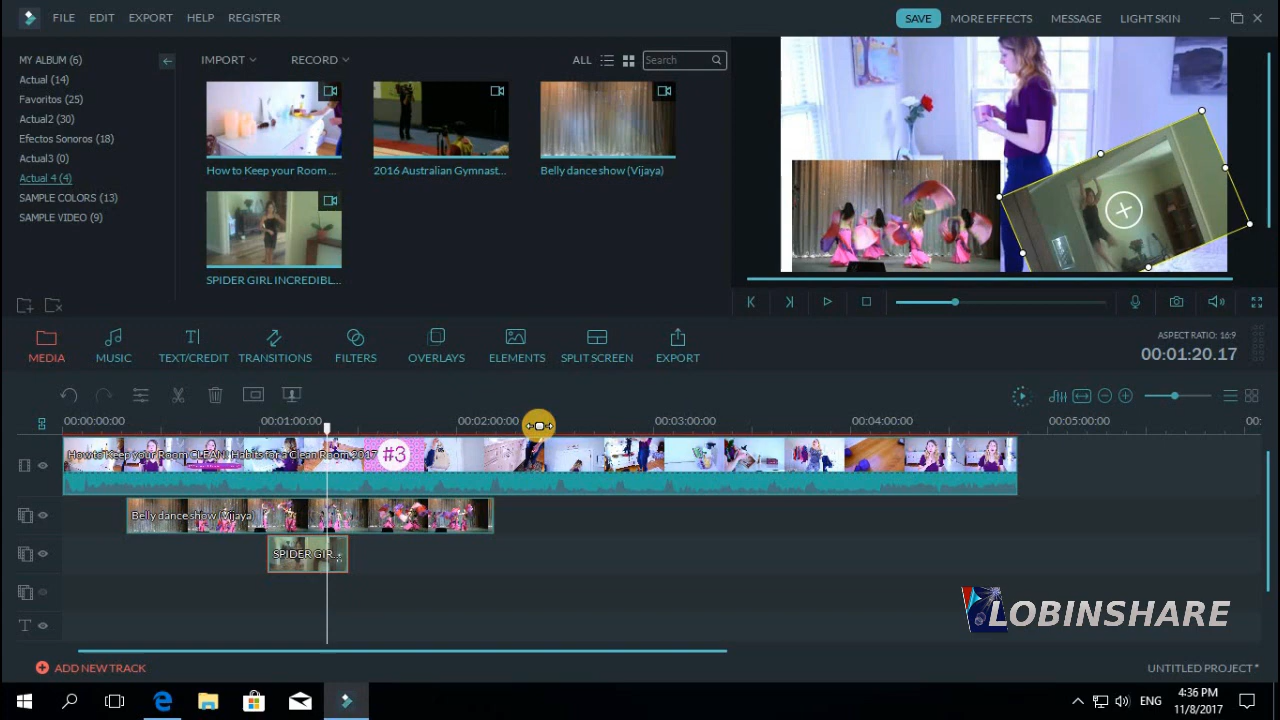 FILE EDIT EXPORT HELP REGISTER
SAVE MORE EFFECTS MESSAGE LIGHT SKIN
MY ALBUM (6)
Actual (14)
Favoritos (25)
Actual2 (30)
Efectos Sonoros (18)
Actual3 (0)
Actual 4 (4)
SAMPLE COLORS (13)
SAMPLE VIDEO (9)
IMPORT RECORD ALL Search
How to Keep your Room ... 2016 Australian Gymnast... Belly dance show (Vijaya)
SPIDER GIRL INCREDIBL...
MEDIA MUSIC TEXT/CREDIT TRANSITIONS FILTERS OVERLAYS ELEMENTS SPLIT SCREEN EXPORT
ASPECT RATIO: 16:9
00:01:20.17
00:00:00:00 00:01:00:00 00:02:00:00 00:03:00:00 00:04:00:00 00:05:00:00 00:
How to Keep your Room CLEAN! Habits for a Clean Room 2017
#3
Belly dance show (Vijaya)
SPIDER GIR...
T
LOBINSHARE
ADD NEW TRACK
UNTITLED PROJECT *
ENG
4:36 PM
11/8/2017